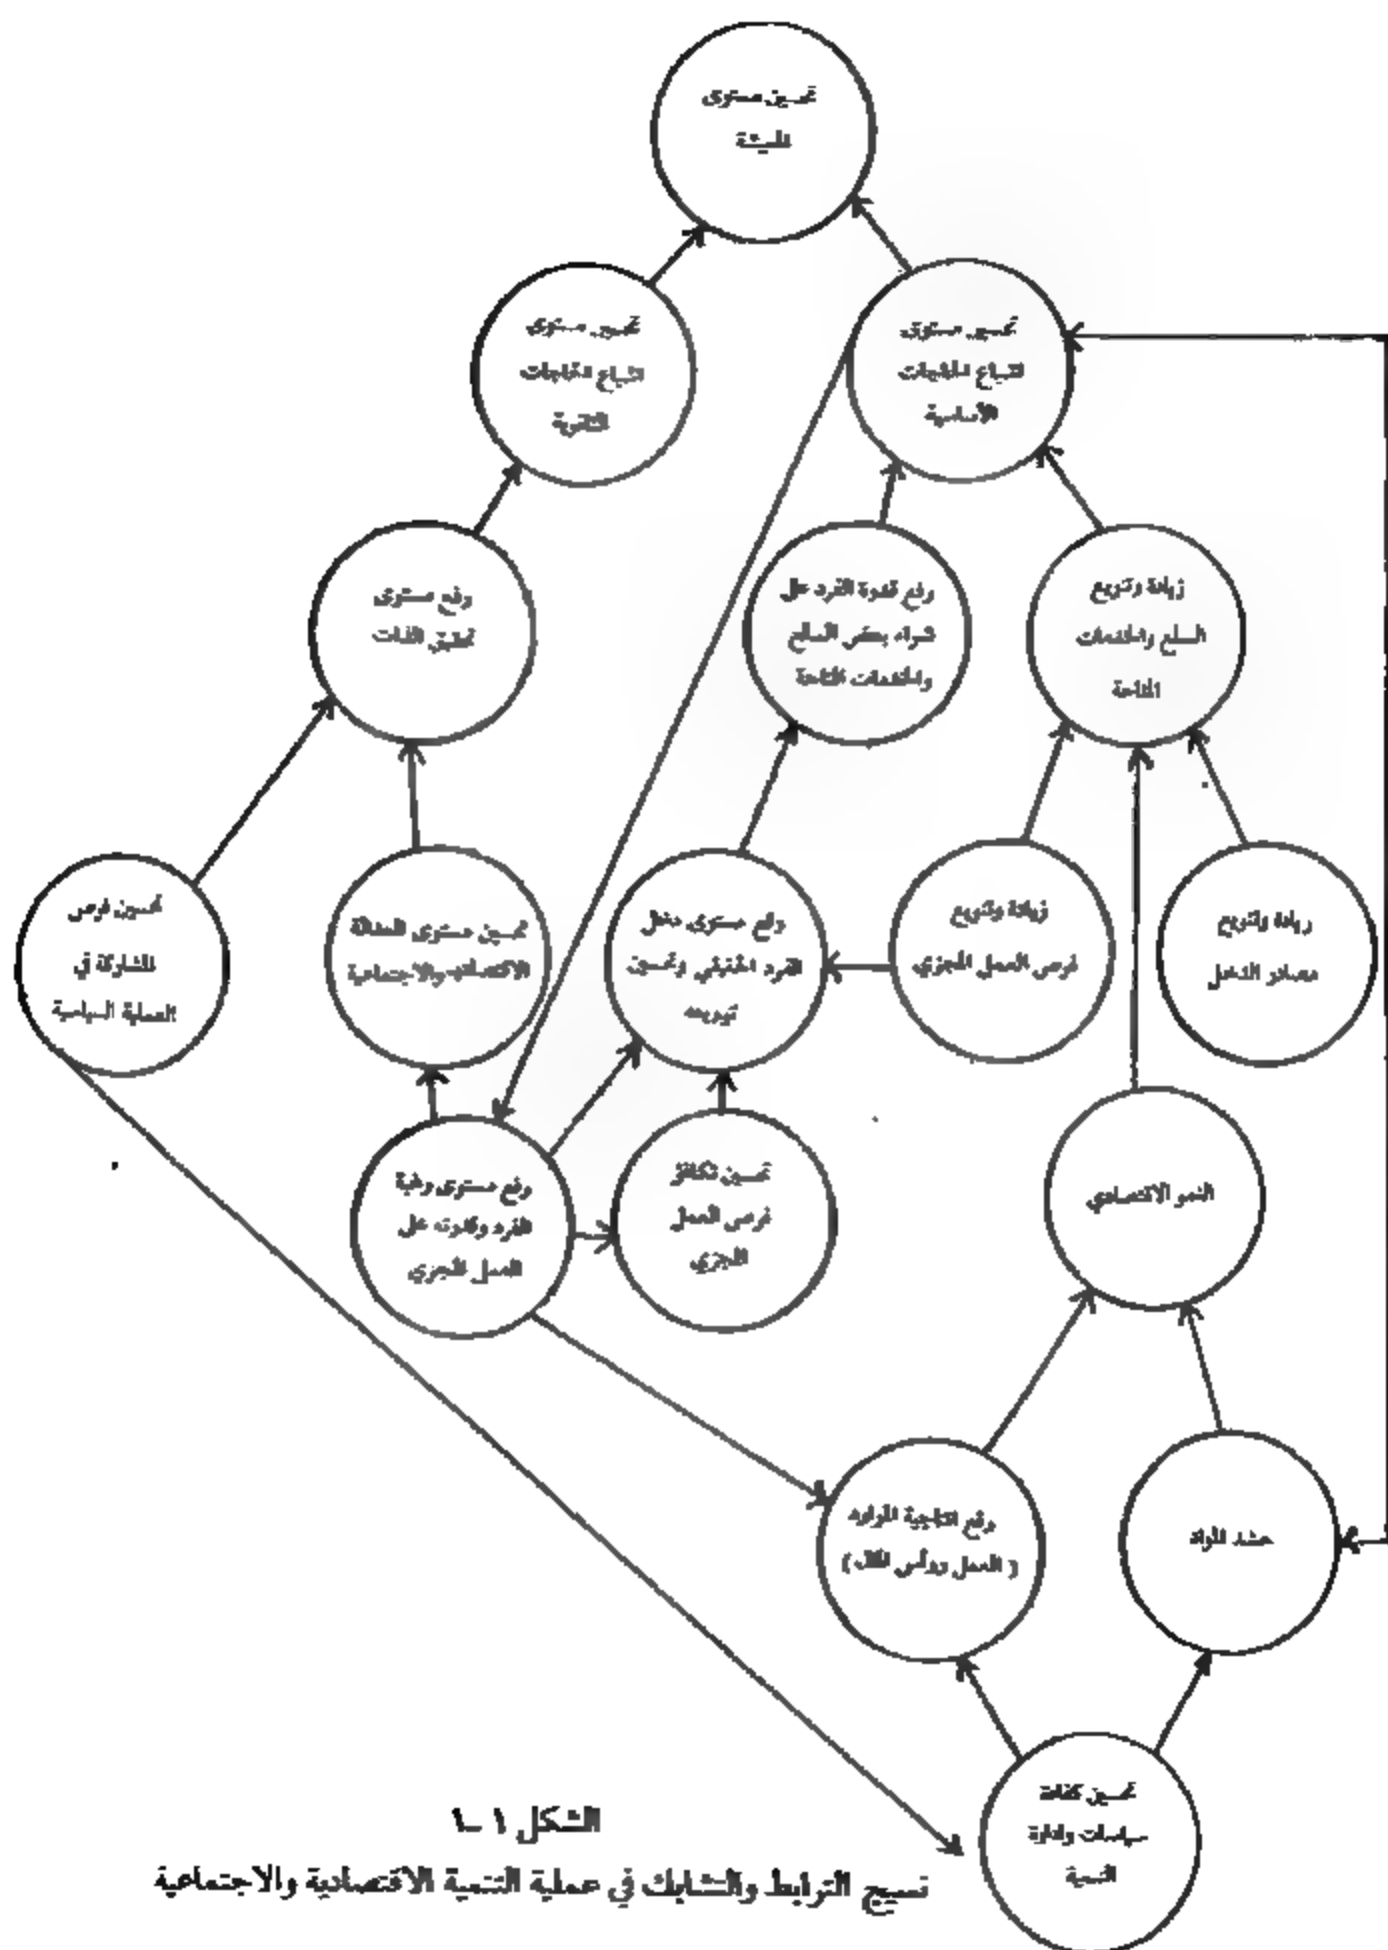 تحسين مستوى
المعيشة
تحسين مستوى
اشباع الحاجات
الأساسية
تحسين مستوى
اشباع الحاجات
الثانوية
زيادة وتنويع
السلع والخدمات
المتاحة
رفع قدرة الفرد على
شراء بعض السلع
والخدمات المتاحة
رفع مستوى
تحقيق الذات
زيادة وتنويع
مصادر الدخل
زيادة وتنويع
فرص العمل المجزي
رفع مستوى دخل
الفرد الحقيقي وتحسين
توزيعه
تحسين مستوى العدالة
الاقتصادية والاجتماعية
تحسين فرص
المشاركة في
العملية السياسية
النمو الاقتصادي
تحسين تكافؤ
فرص العمل
المجزي
رفع مستوى رغبة
الفرد وقدرته على
العمل المجزي
حشد
رفع انتاجية الموارد
( العمل ورأس المال )
تحسين كفاءة
سياسات وادارة
التنمية
الشكل ١ - ١
نسيج الترابط والتشابك في عملية التنمية الاقتصادية والاجتماعية